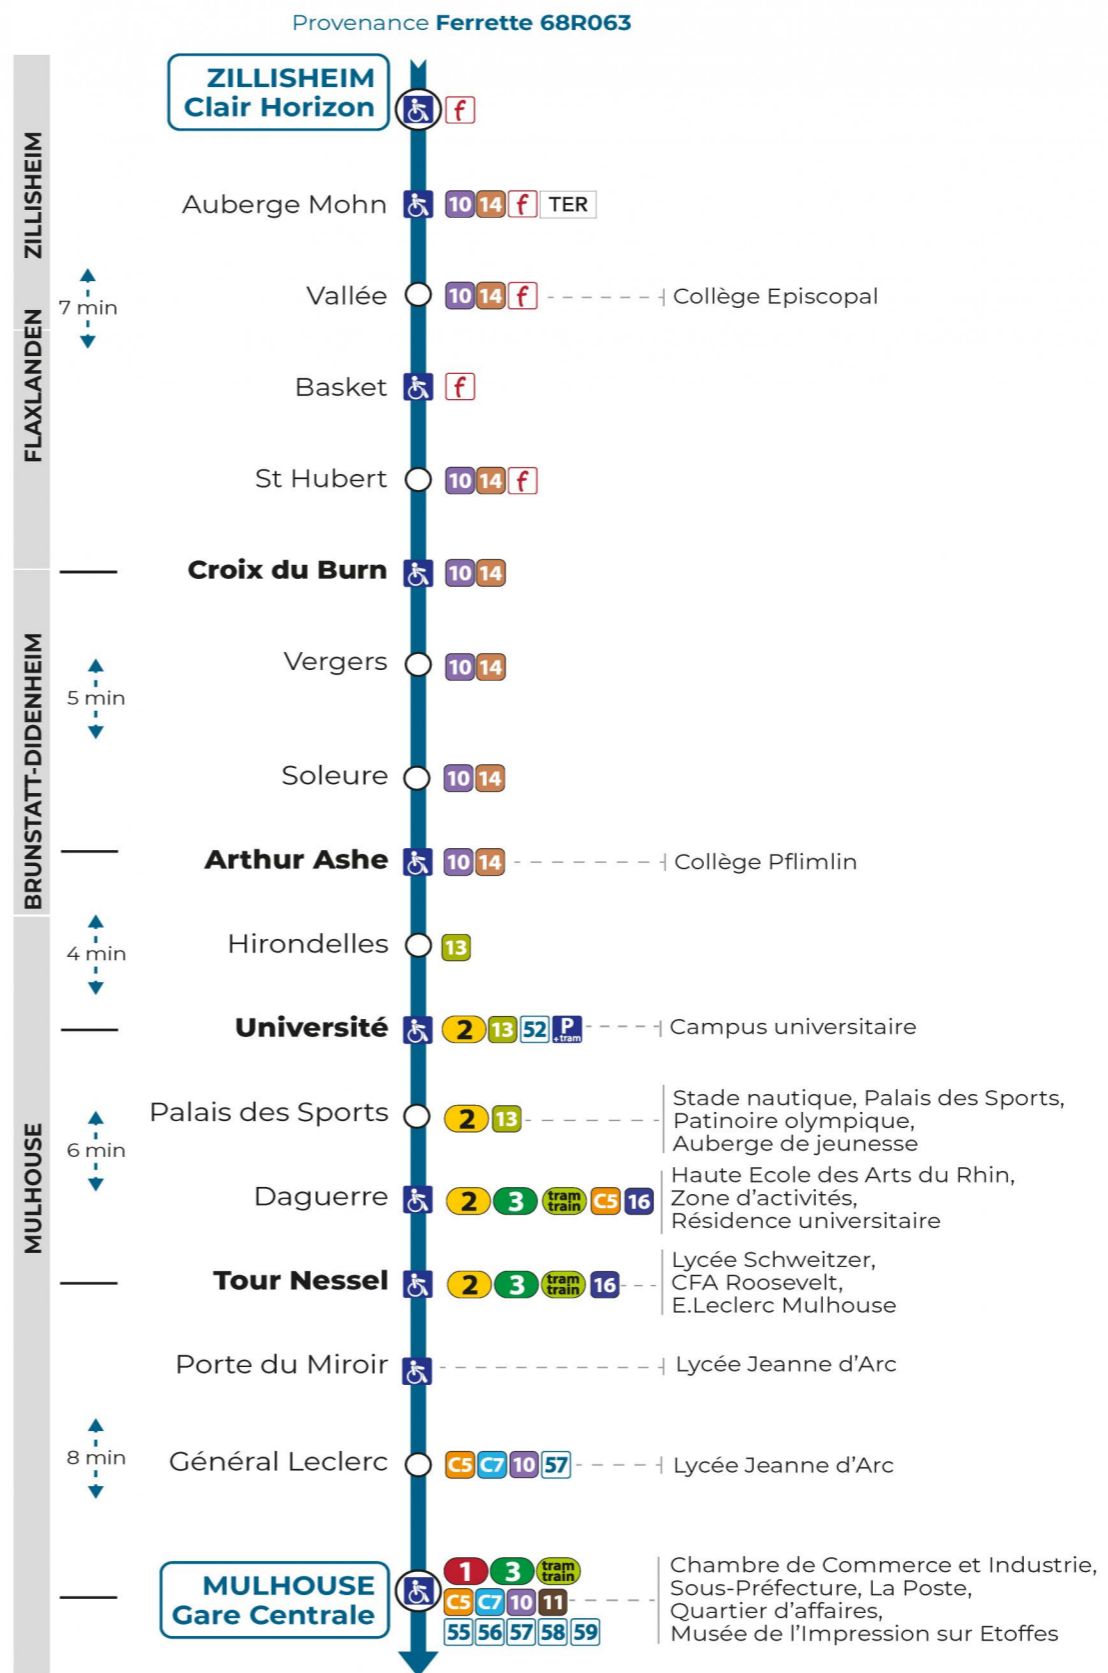 Provenance Ferrette 68R063
ZILLISHEIM
Clair Horizon
f
Auberge Mohn 10 14 f TER
Vallée 10 14 f Collège Episcopal
Basket f
St Hubert 10 14 f
Croix du Burn 10 14
Vergers 10 14
Soleure 10 14
Arthur Ashe 10 14 Collège Pflimlin
Hirondelles 13
Université 2 13 52 P +tram Campus universitaire
Palais des Sports 2 13
Stade nautique, Palais des Sports,
Patinoire olympique,
Auberge de jeunesse
Daguerre 2 3 tram train C5 16
Haute Ecole des Arts du Rhin,
Zone d'activités,
Résidence universitaire
Tour Nessel 2 3 tram train 16
Lycée Schweitzer,
CFA Roosevelt,
E.Leclerc Mulhouse
Porte du Miroir Lycée Jeanne d'Arc
Général Leclerc C5 C7 10 57 Lycée Jeanne d'Arc
MULHOUSE
Gare Centrale
1 3 tram train
C5 C7 10 11
55 56 57 58 59
Chambre de Commerce et Industrie,
Sous-Préfecture, La Poste,
Quartier d'affaires,
Musée de l'Impression sur Etoffes
ZILLISHEIM
FLAXLANDEN
BRUNSTATT-DIDENHEIM
MULHOUSE
7 min
5 min
4 min
6 min
8 min